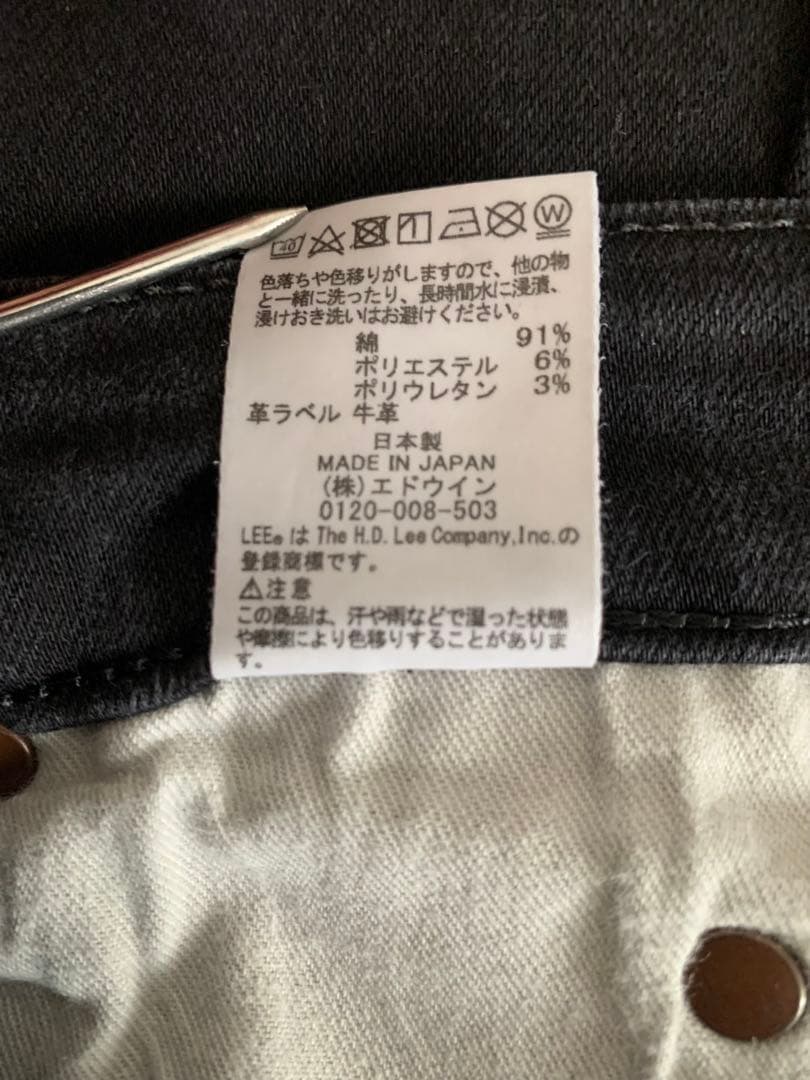 40 W
色落ちや色移りがしますので、他の物
と一緒に洗ったり、長時間水に浸漬、
浸けおき洗いはお避けください。
綿 91%
ポリエステル 6%
ポリウレタン 3%
革ラベル 牛革
日本製
MADE IN JAPAN
(株)エドウイン
0120-008-503
LEE®は The H.D. Lee Company,Inc.の
登録商標です。
⚠注意
この商品は、汗や雨などで湿った状態
や摩擦により色移りすることがありま
す。